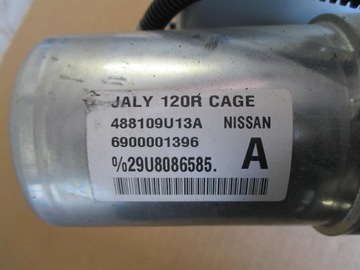 JALY 120R CAGE
488109U13A NISSAN
6900001396
%29U8086585. A